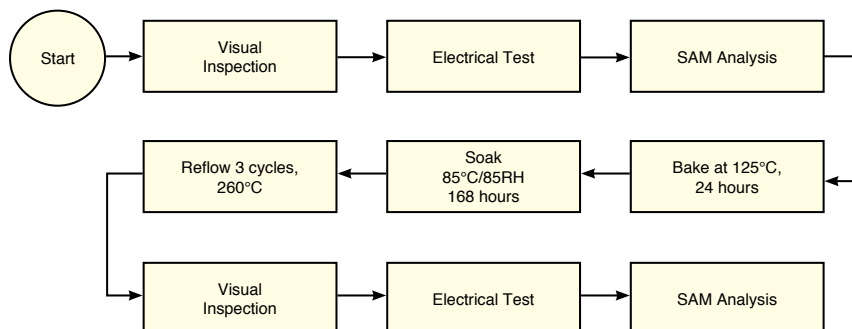 Start
Visual
Inspection
Electrical Test
SAM Analysis
Bake at 125°C,
24 hours
Soak
85°C/85RH
168 hours
Reflow 3 cycles,
260°C
Visual
Inspection
Electrical Test
SAM Analysis